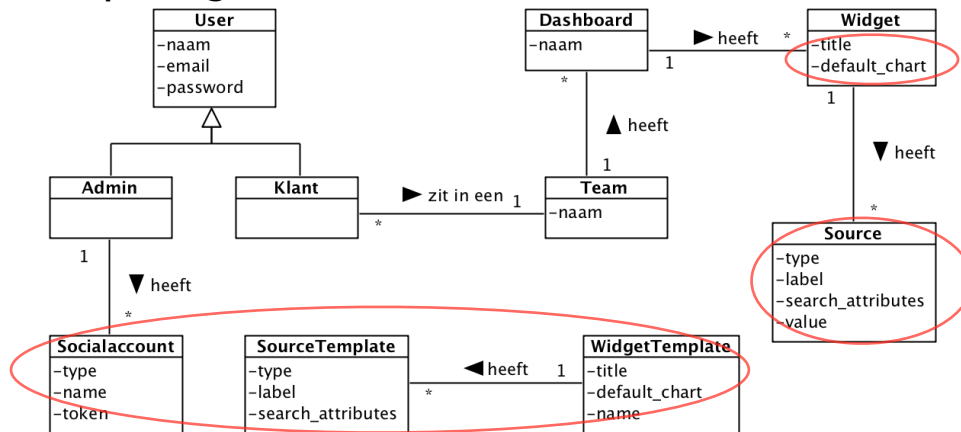 User
-naam
-email
-password
Dashboard
-naam
heeft
*
1
Widget
-title
-default_chart
*
heeft
1
1
heeft
*
Admin
Klant
zit in een
1
*
Team
-naam
Source
-type
-label
-search_attributes
-value
1
heeft
*
Socialaccount
-type
-name
-token
SourceTemplate
-type
-label
-search_attributes
heeft
1
*
WidgetTemplate
-title
-default_chart
-name